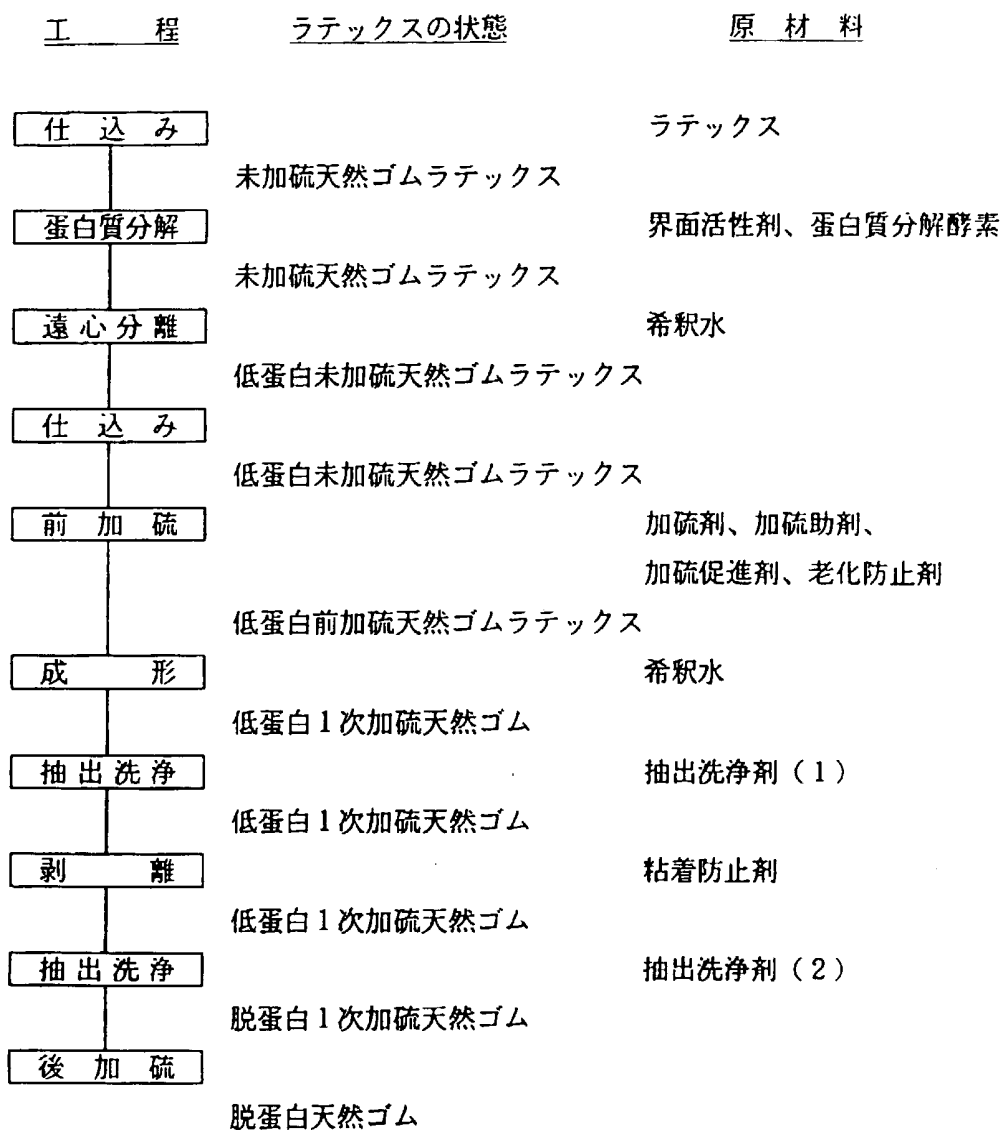 工程 ラテックスの状態 原材料
仕込み ラテックス
未加硫天然ゴムラテックス
蛋白質分解 界面活性剤、蛋白質分解酵素
未加硫天然ゴムラテックス
遠心分離 希釈水
低蛋白未加硫天然ゴムラテックス
仕込み
低蛋白未加硫天然ゴムラテックス
前加硫 加硫剤、加硫助剤、
加硫促進剤、老化防止剤
低蛋白前加硫天然ゴムラテックス
成形 希釈水
低蛋白1次加硫天然ゴム
抽出洗浄 抽出洗浄剤（1）
低蛋白1次加硫天然ゴム
剥離 粘着防止剤
低蛋白1次加硫天然ゴム
抽出洗浄 抽出洗浄剤（2）
脱蛋白1次加硫天然ゴム
後加硫
脱蛋白天然ゴム